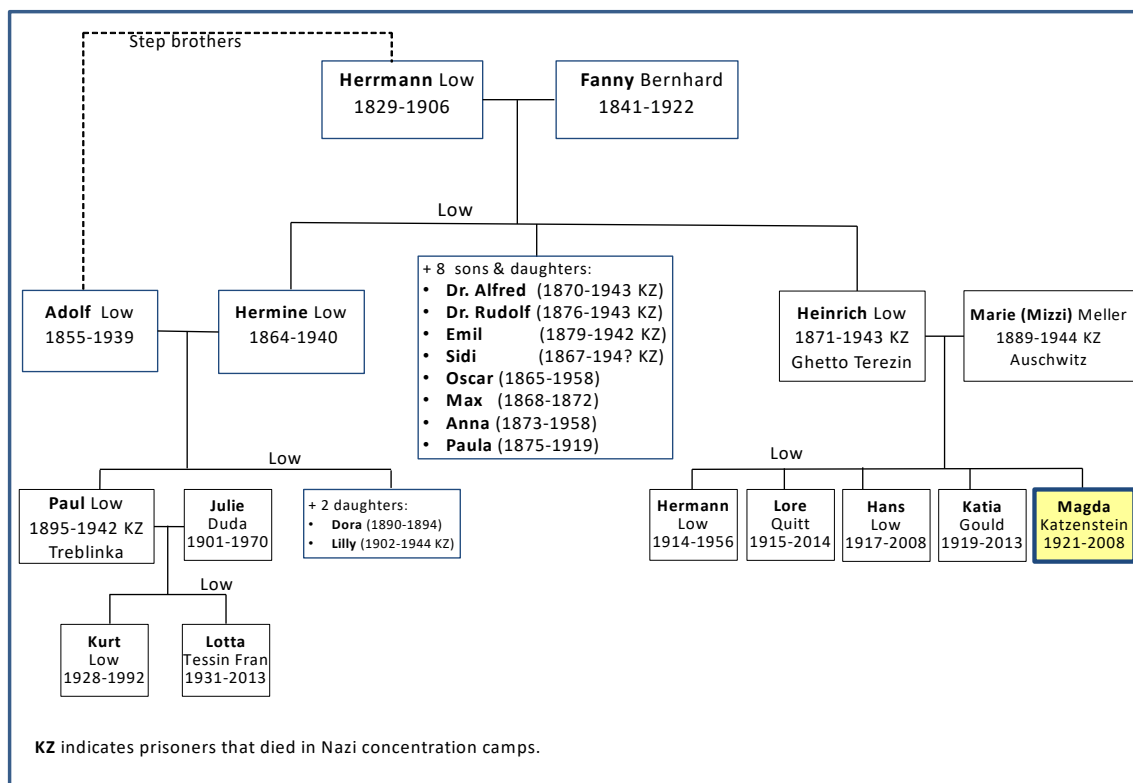 Step brothers
Herrmann Low
1829-1906
Fanny Bernhard
1841-1922
Low
Adolf Low
1855-1939
Hermine Low
1864-1940
+ 8 sons & daughters:
• Dr. Alfred (1870-1943 KZ)
• Dr. Rudolf (1876-1943 KZ)
• Emil (1879-1942 KZ)
• Sidi (1867-194? KZ)
• Oscar (1865-1958)
• Max (1868-1872)
• Anna (1873-1958)
• Paula (1875-1919)
Heinrich Low
1871-1943 KZ
Ghetto Terezin
Marie (Mizzi) Meller
1889-1944 KZ
Auschwitz
Low
Paul Low
1895-1942 KZ
Treblinka
Julie
Duda
1901-1970
+ 2 daughters:
• Dora (1890-1894)
• Lilly (1902-1944 KZ)
Low
Hermann
Low
1914-1956
Lore
Quitt
1915-2014
Hans
Low
1917-2008
Katia
Gould
1919-2013
Magda
Katzenstein
1921-2008
Low
Kurt
Low
1928-1992
Lotta
Tessin Fran
1931-2013
KZ indicates prisoners that died in Nazi concentration camps.